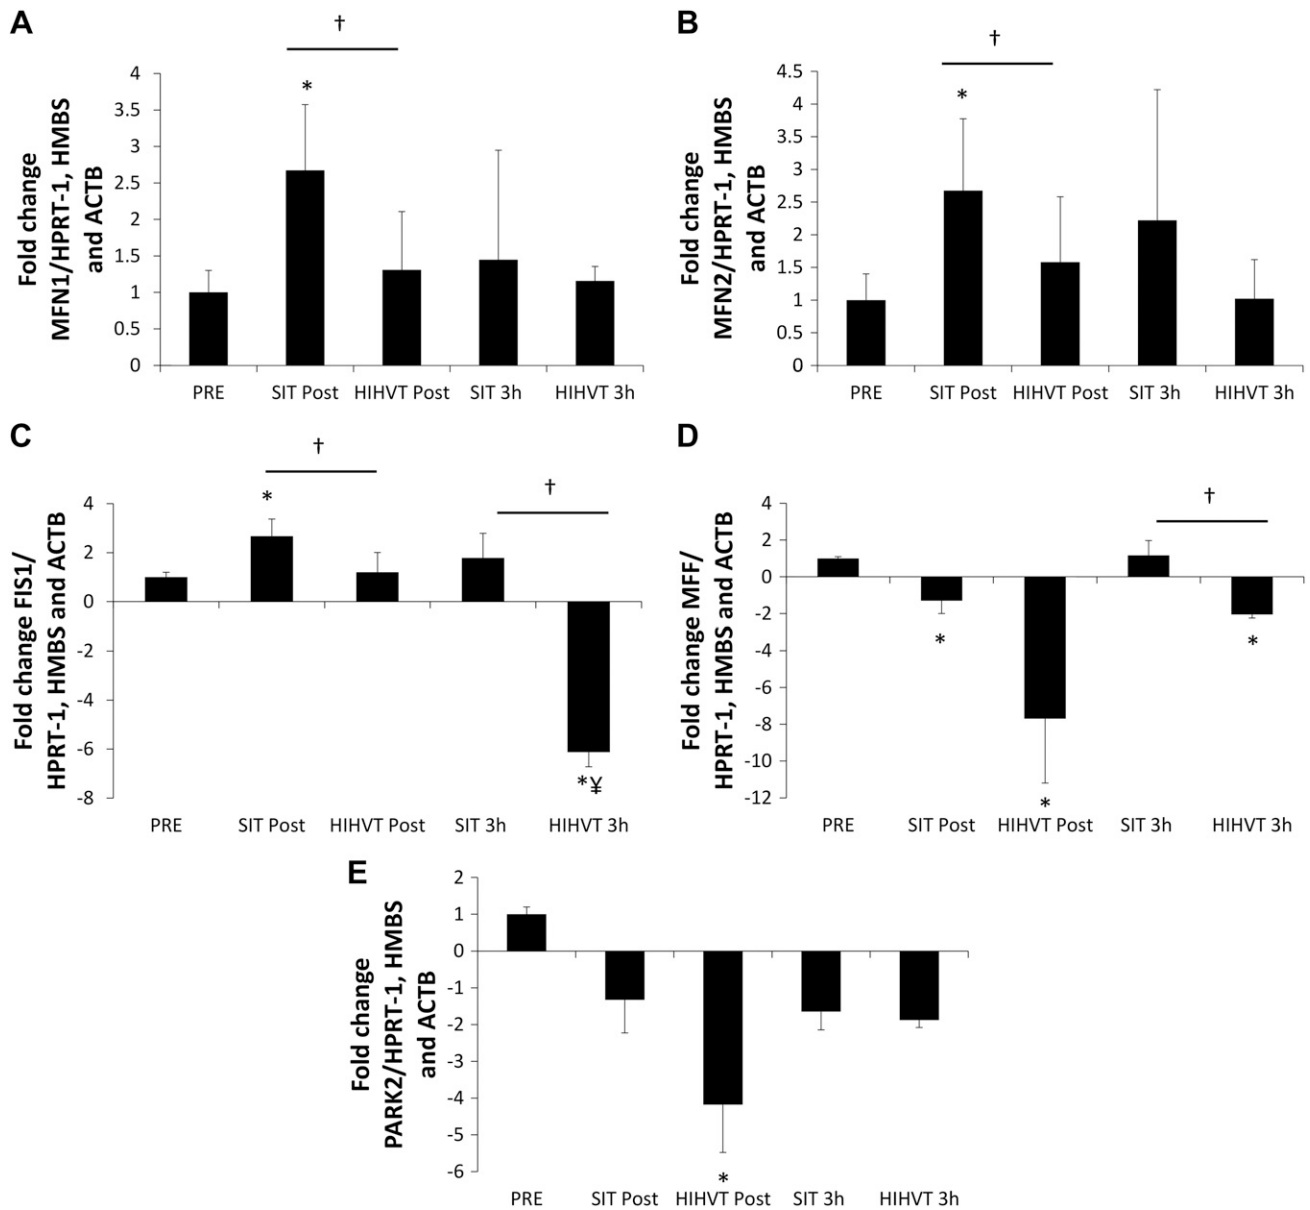 A
†
*
4
3.5
3
2.5
2
1.5
1
0.5
0
Fold change
MFN1/HPRT-1, HMBS
and ACTB
PRE SIT Post HIHVT Post SIT 3h HIHVT 3h
B
†
*
4.5
4
3.5
3
2.5
2
1.5
1
0.5
0
Fold change
MFN2/HPRT-1, HMBS
and ACTB
PRE SIT Post HIHVT Post SIT 3h HIHVT 3h
C
†
†
*
4
2
0
-2
-4
-6
-8
*¥
Fold change FIS1/
HPRT-1, HMBS and ACTB
PRE SIT Post HIHVT Post SIT 3h HIHVT 3h
D
†
4
2
0
-2
-4
-6
-8
-10
-12
*
*
*
Fold change MFF/
HPRT-1, HMBS and ACTB
PRE SIT Post HIHVT Post SIT 3h HIHVT 3h
E
2
1
0
-1
-2
-3
-4
-5
-6
*
Fold change
PARK2/HPRT-1, HMBS
and ACTB
PRE SIT Post HIHVT Post SIT 3h HIHVT 3h